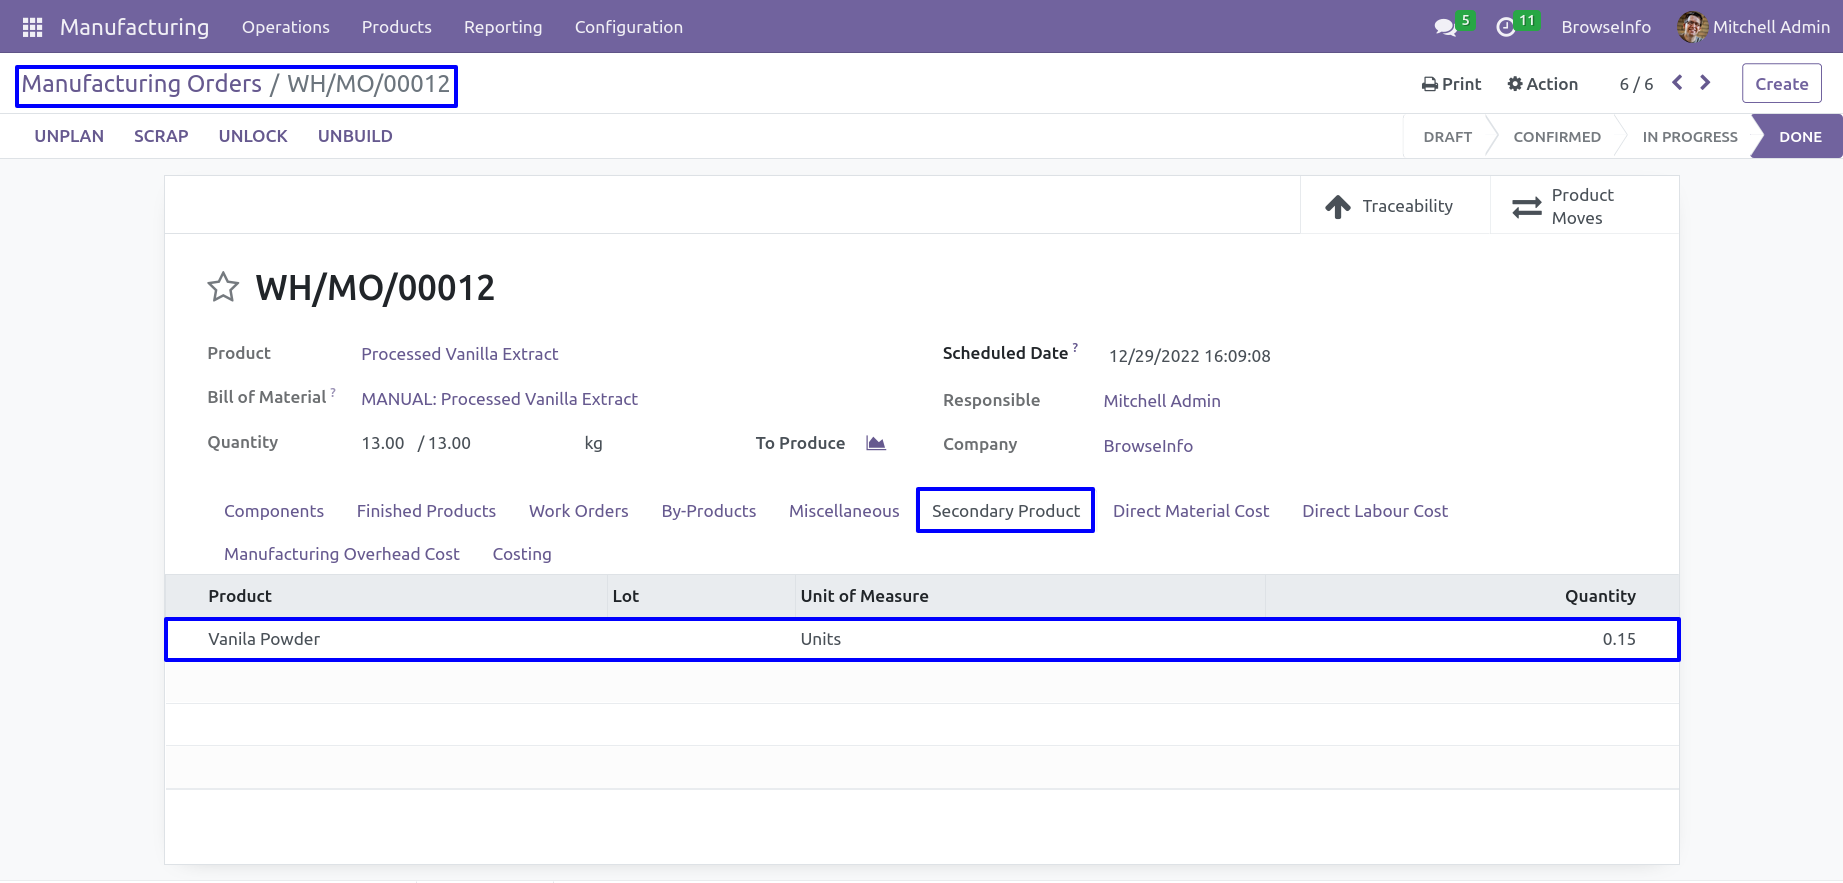 Manufacturing Operations Products Reporting Configuration 5 11 BrowseInfo Mitchell Admin
Manufacturing Orders / WH/MO/00012 Print Action 6 / 6 Create
UNPLAN SCRAP UNLOCK UNBUILD DRAFT CONFIRMED IN PROGRESS DONE
Traceability Product
Moves
WH/MO/00012
Product Processed Vanilla Extract Scheduled Date ? 12/29/2022 16:09:08
Bill of Material ? MANUAL: Processed Vanilla Extract Responsible Mitchell Admin
Quantity 13.00 / 13.00 kg To Produce Company BrowseInfo
Components Finished Products Work Orders By-Products Miscellaneous Secondary Product Direct Material Cost Direct Labour Cost
Manufacturing Overhead Cost Costing
Product Lot Unit of Measure Quantity
Vanila Powder Units 0.15